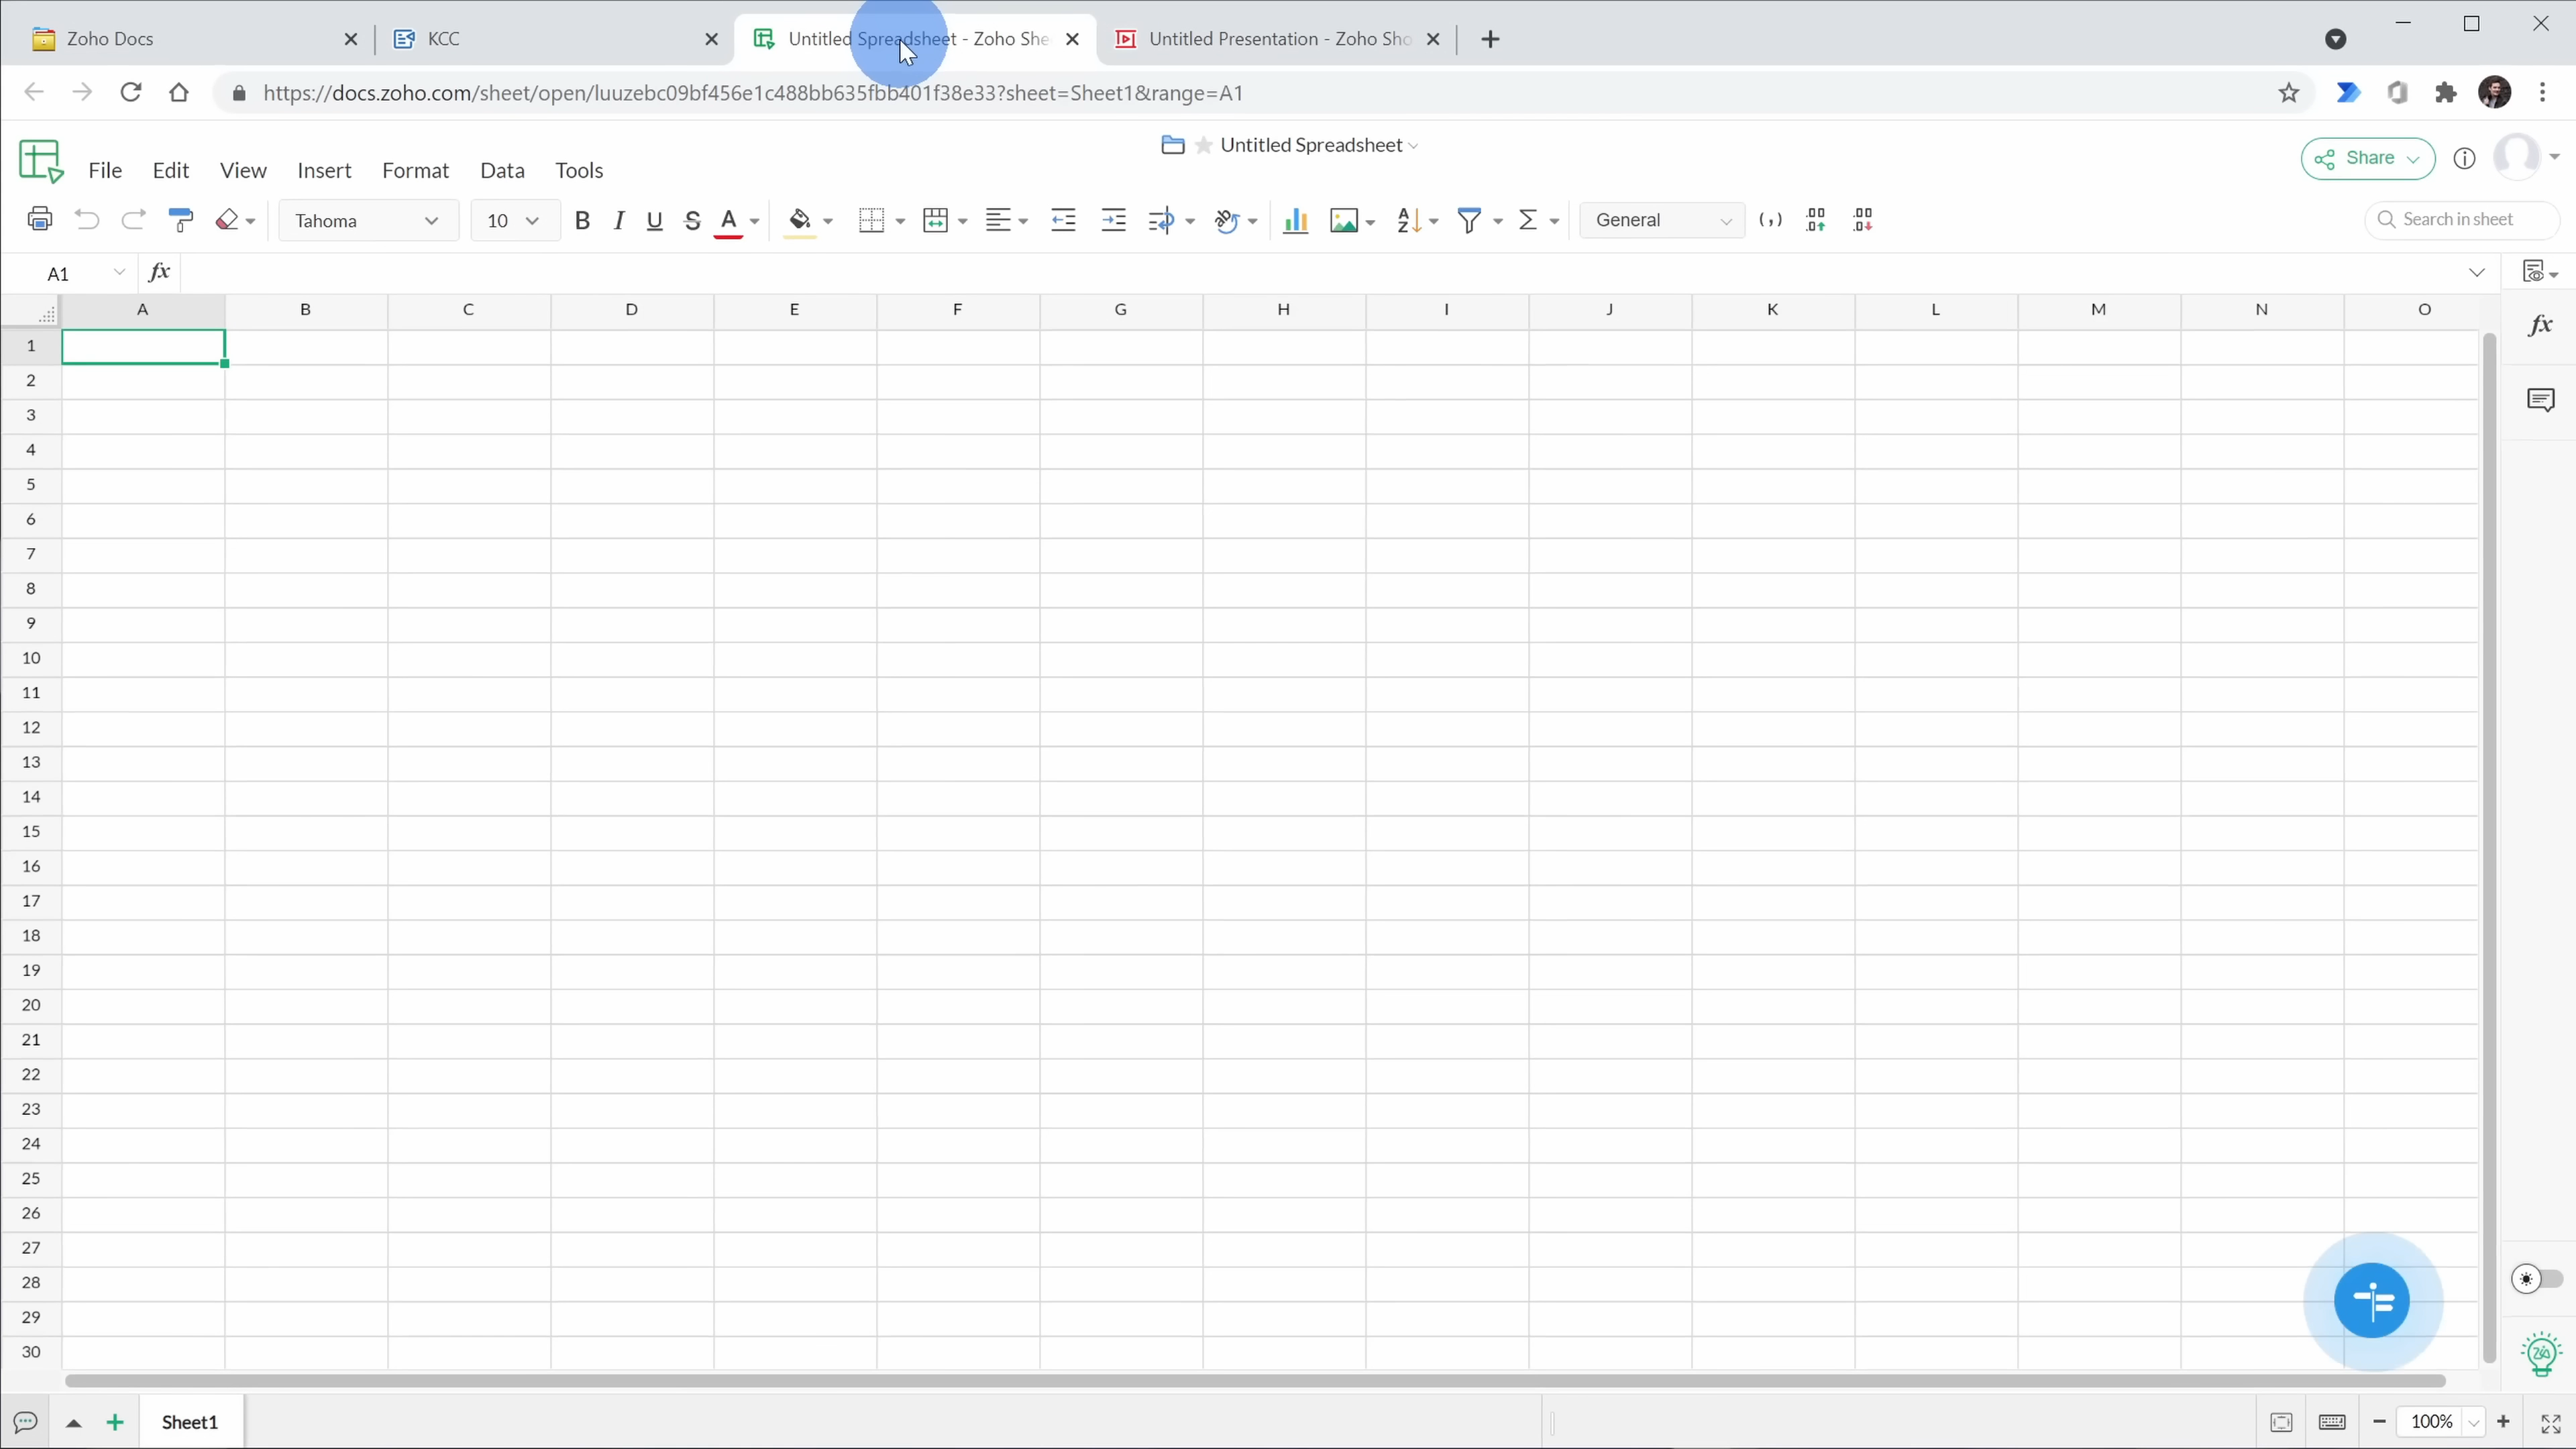 Zoho Docs
KCC
Untitled Spreadsheet - Zoho She
Untitled Presentation - Zoho Sho
https://docs.zoho.com/sheet/open/luuzebc09bf456e1c488bb635fbb401f38e33?sheet=Sheet1&range=A1
Untitled Spreadsheet
File Edit View Insert Format Data Tools
Share
Tahoma 10 B I U S A General (,) .00 .00 Search in sheet
A1 fx
A B C D E F G H I J K L M N O
fx
1
2
3
4
5
6
7
8
9
10
11
12
13
14
15
16
17
18
19
20
21
22
23
24
25
26
27
28
29
30
Sheet1
100%